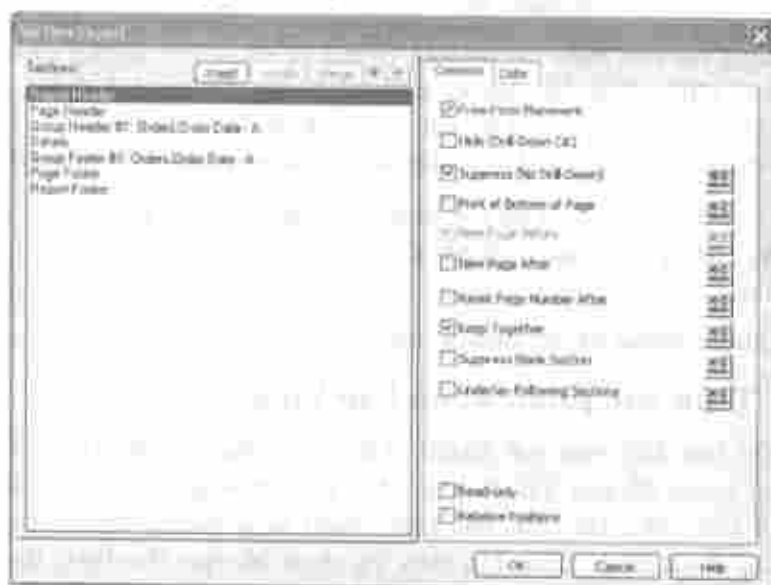 Sections:
Insert
Report Header
Page Header
Group Header #1: Orders.Order Date - A
Details
Group Footer #1: Orders.Order Date - A
Page Footer
Report Footer
Common
Color
Free-Form Placement
Hide (Drill-Down OK)
Suppress (No Drill-Down)
Print at Bottom of Page
New Page Before
New Page After
Reset Page Number After
Keep Together
Suppress Blank Section
Underlay Following Sections
Read-only
Relative Positions
OK
Cancel
Help